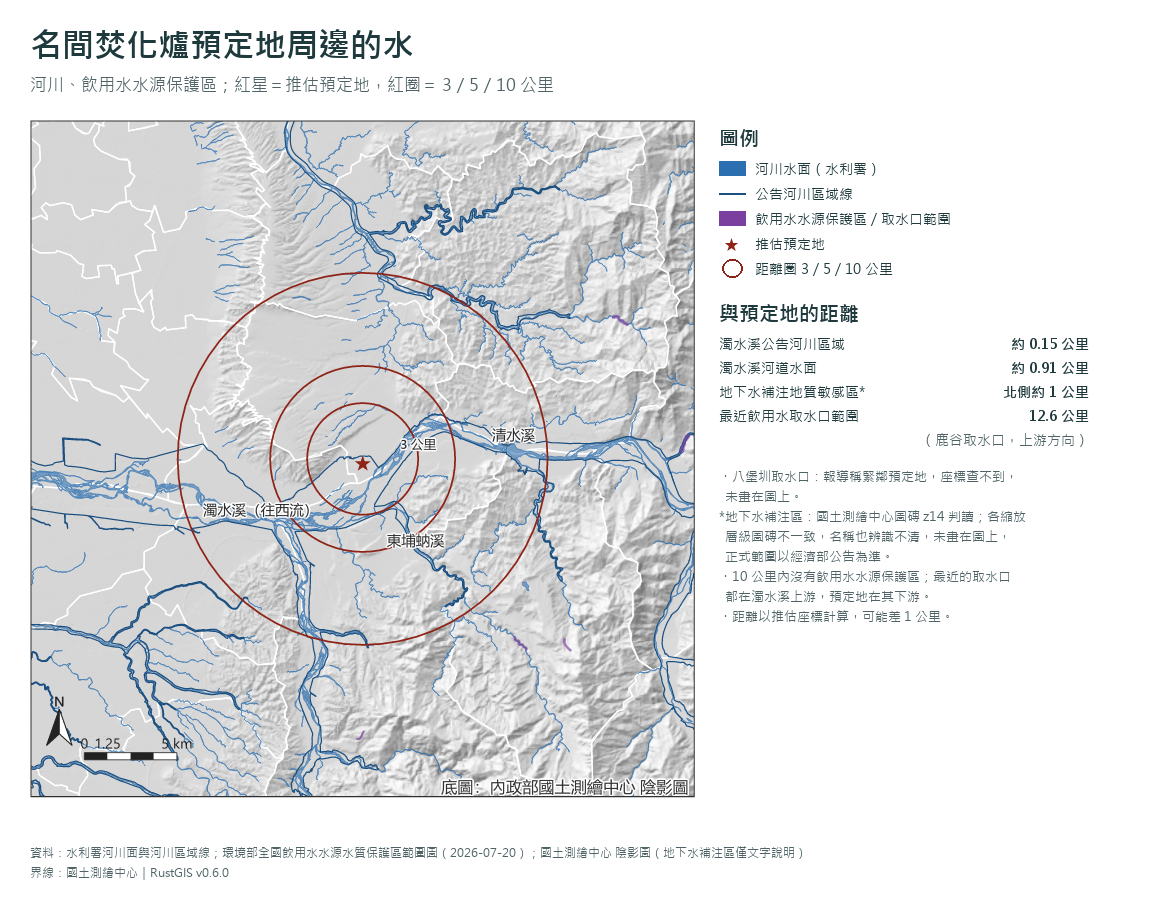 名間焚化爐預定地周邊的水
河川、飲用水水源保護區；紅星＝推估預定地，紅圈＝ 3 / 5 / 10 公里
圖例
河川水面（水利署）
公告河川區域線
飲用水水源保護區 / 取水口範圍
推估預定地
距離圈 3 / 5 / 10 公里
與預定地的距離
濁水溪公告河川區域 約 0.15 公里
濁水溪河道水面 約 0.91 公里
地下水補注地質敏感區* 北側約 1 公里
最近飲用水取水口範圍 12.6 公里
（鹿谷取水口，上游方向）
・八堡圳取水口：報導稱緊鄰預定地，座標查不到，
未畫在圖上。
*地下水補注區：國土測繪中心圖磚 z14 判讀；各縮放
層級圖磚不一致，名稱也辨識不清，未畫在圖上，
正式範圍以經濟部公告為準。
・10 公里內沒有飲用水水源保護區；最近的取水口
都在濁水溪上游，預定地在其下游。
・距離以推估座標計算，可能差 1 公里。
清水溪
3 公里
濁水溪（往西流）
東埔蚋溪
N
0 1.25 5 km
底圖：內政部國土測繪中心 陰影圖
資料：水利署河川面與河川區域線；環境部全國飲用水水源水質保護區範圍圖（2026-07-20）；國土測繪中心 陰影圖（地下水補注區僅文字說明）
界線：國土測繪中心 | RustGIS v0.6.0